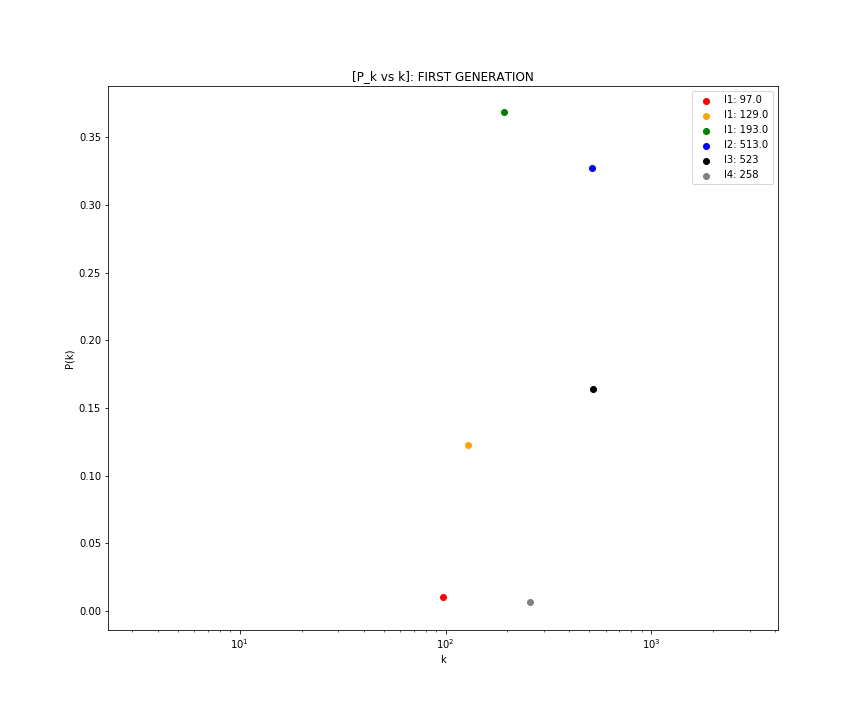 [P_k vs k]: FIRST GENERATION
l1: 97.0
l1: 129.0
l1: 193.0
l2: 513.0
l3: 523
l4: 258
0.35
0.30
0.25
0.20
0.15
0.10
0.05
0.00
P(k)
10¹ 10² 10³
k